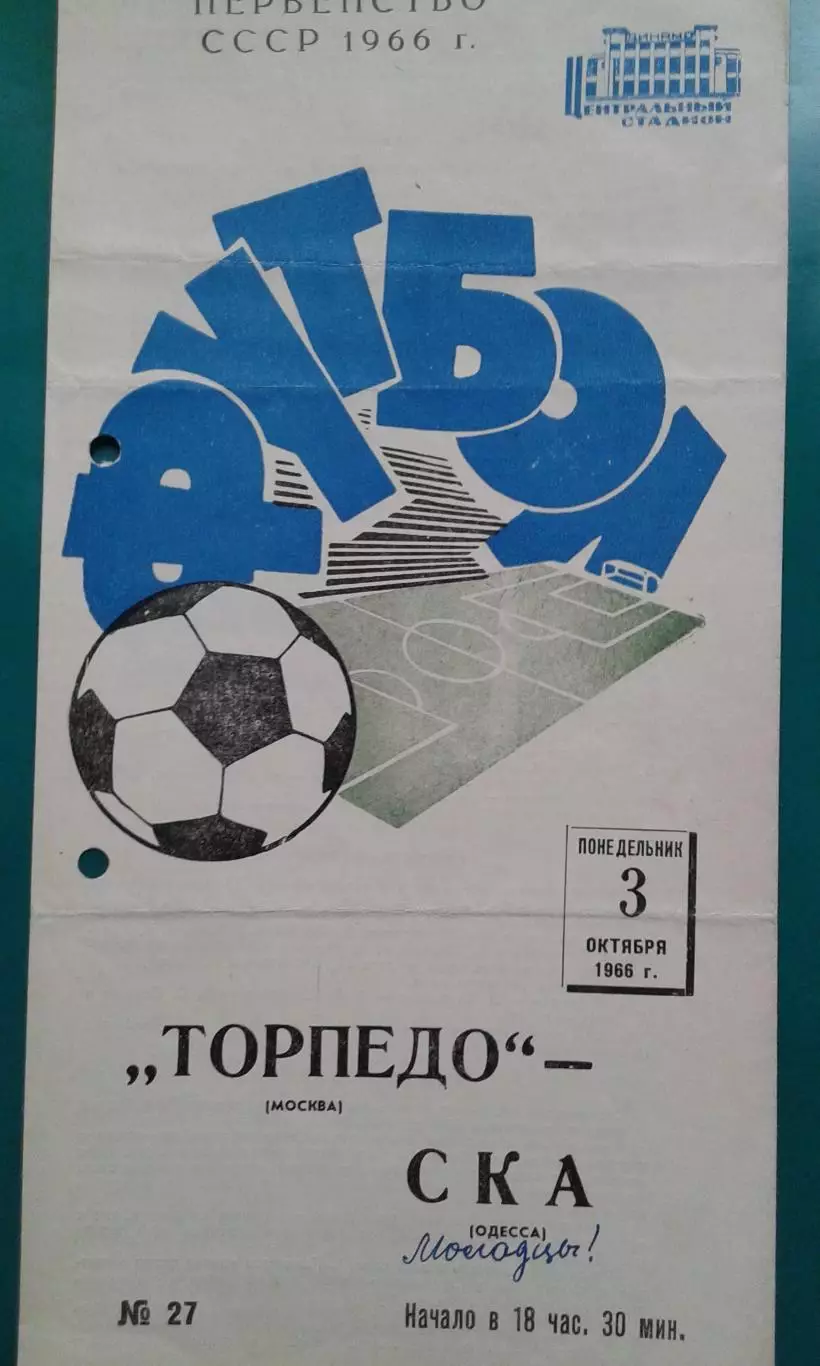 ПЕРВЕНСТВО
СССР 1966 г.
ДИНАМО
ЦЕНТРАЛЬНЫЙ
СТАДИОН
ФУТБОЛ
ПОНЕДЕЛЬНИК
3
ОКТЯБРЯ
1966 г.
„ТОРПЕДО“ —
(МОСКВА)
СКА
(ОДЕССА)
Молодцы!
№ 27
Начало в 18 час. 30 мин.